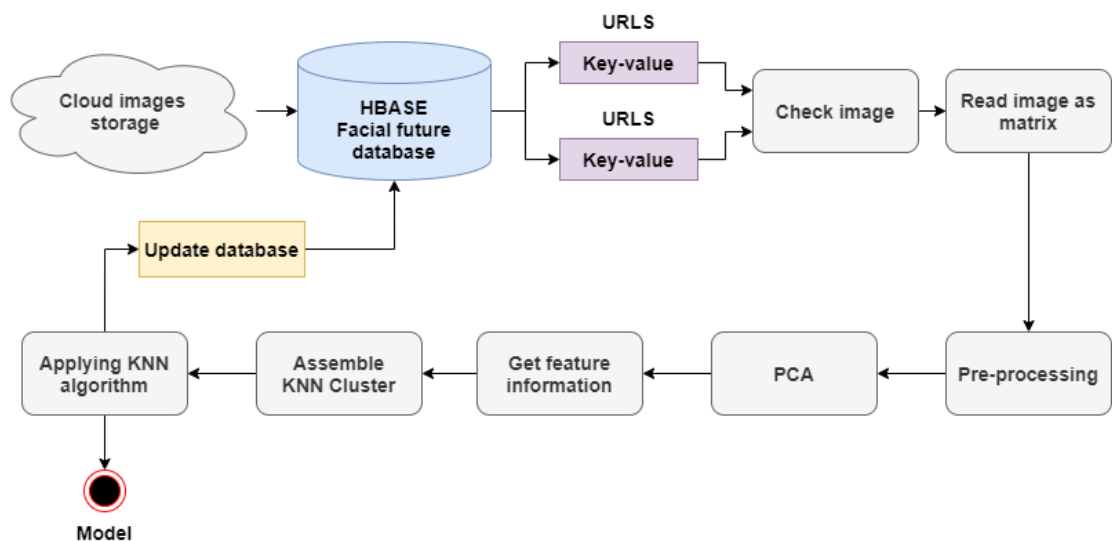 URLS
Key-value
Cloud images
storage
HBASE
Facial future
database
URLS
Key-value
Check image
Read image as
matrix
Update database
Applying KNN
algorithm
Assemble
KNN Cluster
Get feature
information
PCA
Pre-processing
Model